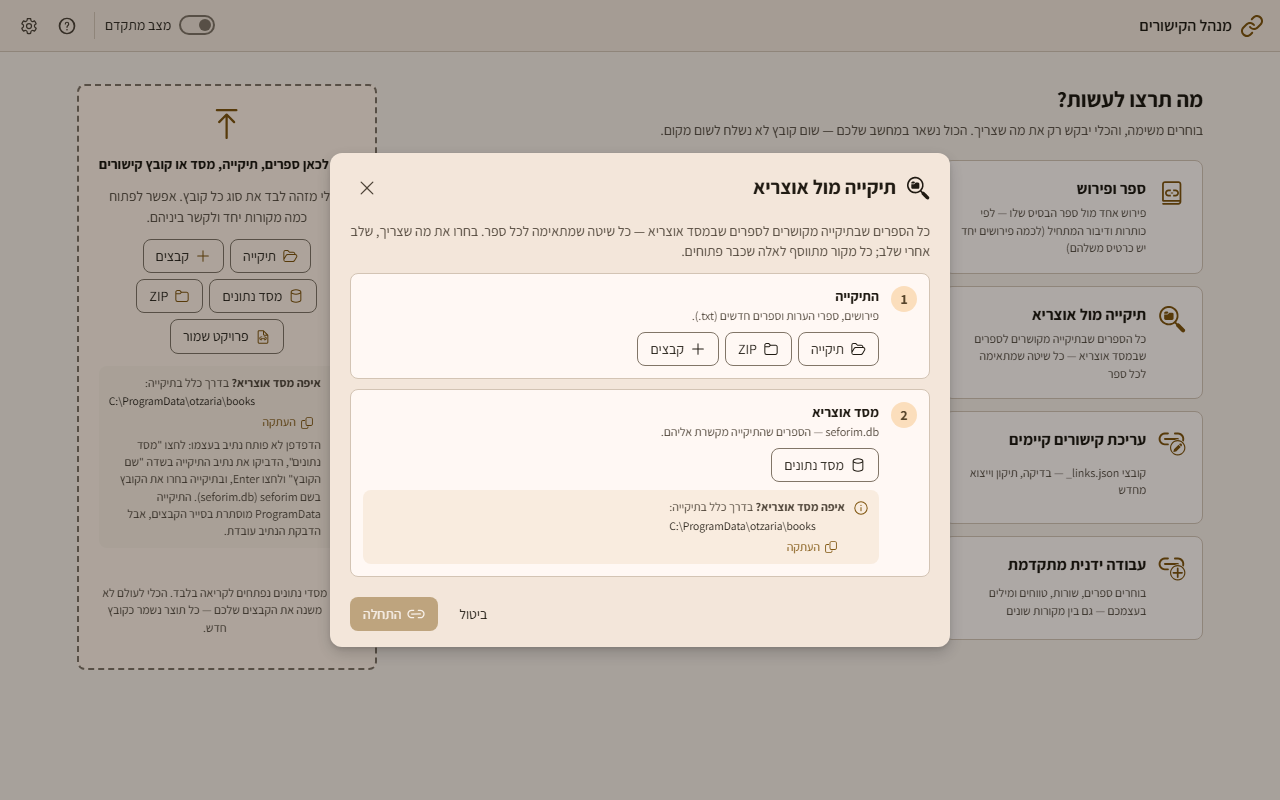 מנהל הקישורים
מצב מתקדם
מה תרצו לעשות?
בוחרים משימה, והכלי יבקש רק את מה שצריך. הכול נשאר במחשב שלכם — שום קובץ לא נשלח לשום מקום.
ספר ופירוש
פירוש אחד מול ספר הבסיס שלו — לפי
כותרות ודיבור המתחיל (לכמה פירושים יחד
יש כרטיס משלהם)
תיקייה מול אוצריא
כל הספרים שבתיקייה מקושרים לספרים
שבמסד אוצריא — כל שיטה שמתאימה
לכל ספר
עריכת קישורים קיימים
קובצי ‎_links.json — בדיקה, תיקון וייצוא
מחדש
עבודה ידנית מתקדמת
בוחרים ספרים, שורות, טווחים ומילים
בעצמכם — גם בין מקורות שונים
תיקייה מול אוצריא
כל הספרים שבתיקייה מקושרים לספרים שבמסד אוצריא — כל שיטה שמתאימה לכל ספר. בחרו את מה שצריך, שלב
אחרי שלב; כל מקור מתווסף לאלה שכבר פתוחים.
1
התיקייה
פירושים, ספרי הערות וספרים חדשים (‎.txt).
תיקייה
ZIP
קבצים
2
מסד אוצריא
seforim.db — הספרים שהתיקייה מקשרת אליהם.
מסד נתונים
איפה מסד אוצריא? בדרך כלל בתיקייה:
C:\ProgramData\otzaria\books
העתקה
ביטול
התחלה
לכאן ספרים, תיקייה, מסד או קובץ קישורים
לי מזהה לבד את סוג כל קובץ. אפשר לפתוח
כמה מקורות יחד ולקשר ביניהם.
תיקייה
קבצים
מסד נתונים
ZIP
פרויקט שמור
איפה מסד אוצריא? בדרך כלל בתיקייה:
C:\ProgramData\otzaria\books
העתקה
הדפדפן לא פותח נתיב בעצמו: לחצו "מסד
נתונים", הדביקו את נתיב התיקייה בשדה "שם
הקובץ" ולחצו Enter, ובתיקייה בחרו את הקובץ
בשם seforim (seforim.db). התיקייה
ProgramData מוסתרת בסייר הקבצים, אבל
הדבקת הנתיב עובדת.
מסדי נתונים נפתחים לקריאה בלבד. הכלי לעולם לא
משנה את הקבצים שלכם — כל תוצר נשמר כקובץ
חדש.